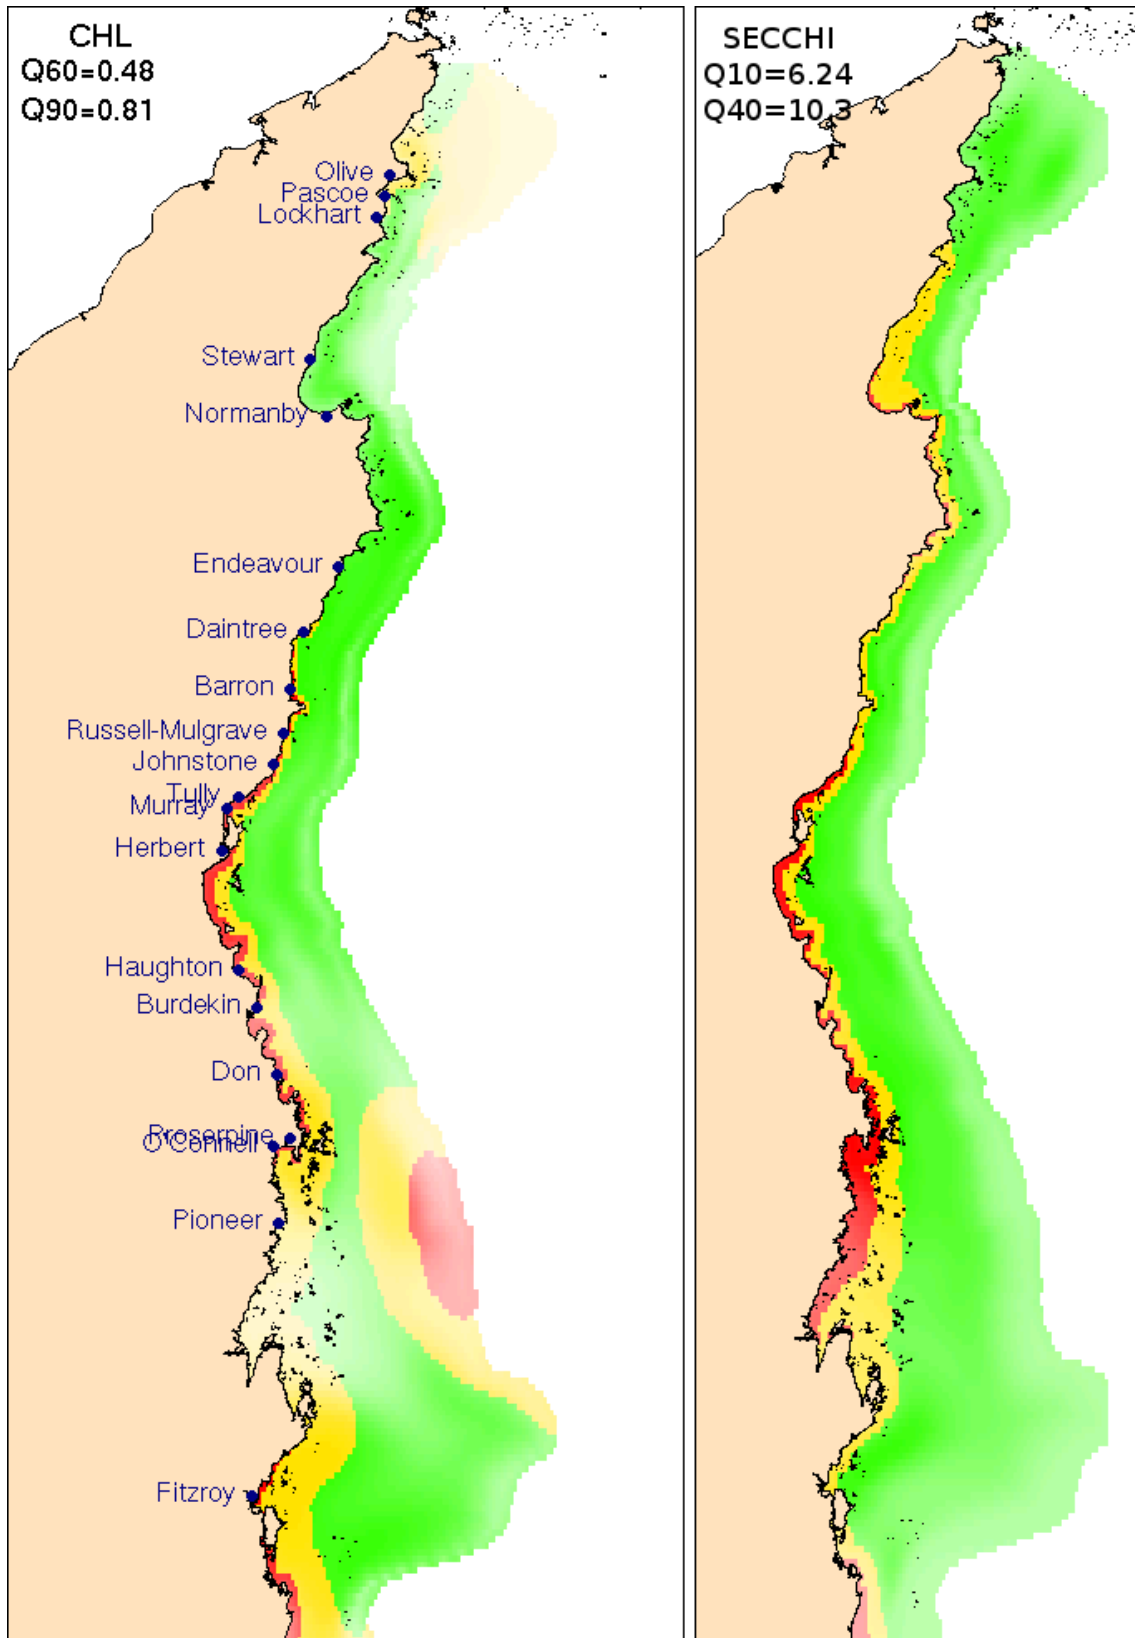 CHL
Q60=0.48
Q90=0.81
SECCHI
Q10=6.24
Q40=10.3
Olive
Pascoe
Lockhart
Stewart
Normanby
Endeavour
Daintree
Barron
Russell-Mulgrave
Johnstone
Tully
Murray
Herbert
Haughton
Burdekin
Don
Proserpine
O'Connell
Pioneer
Fitzroy